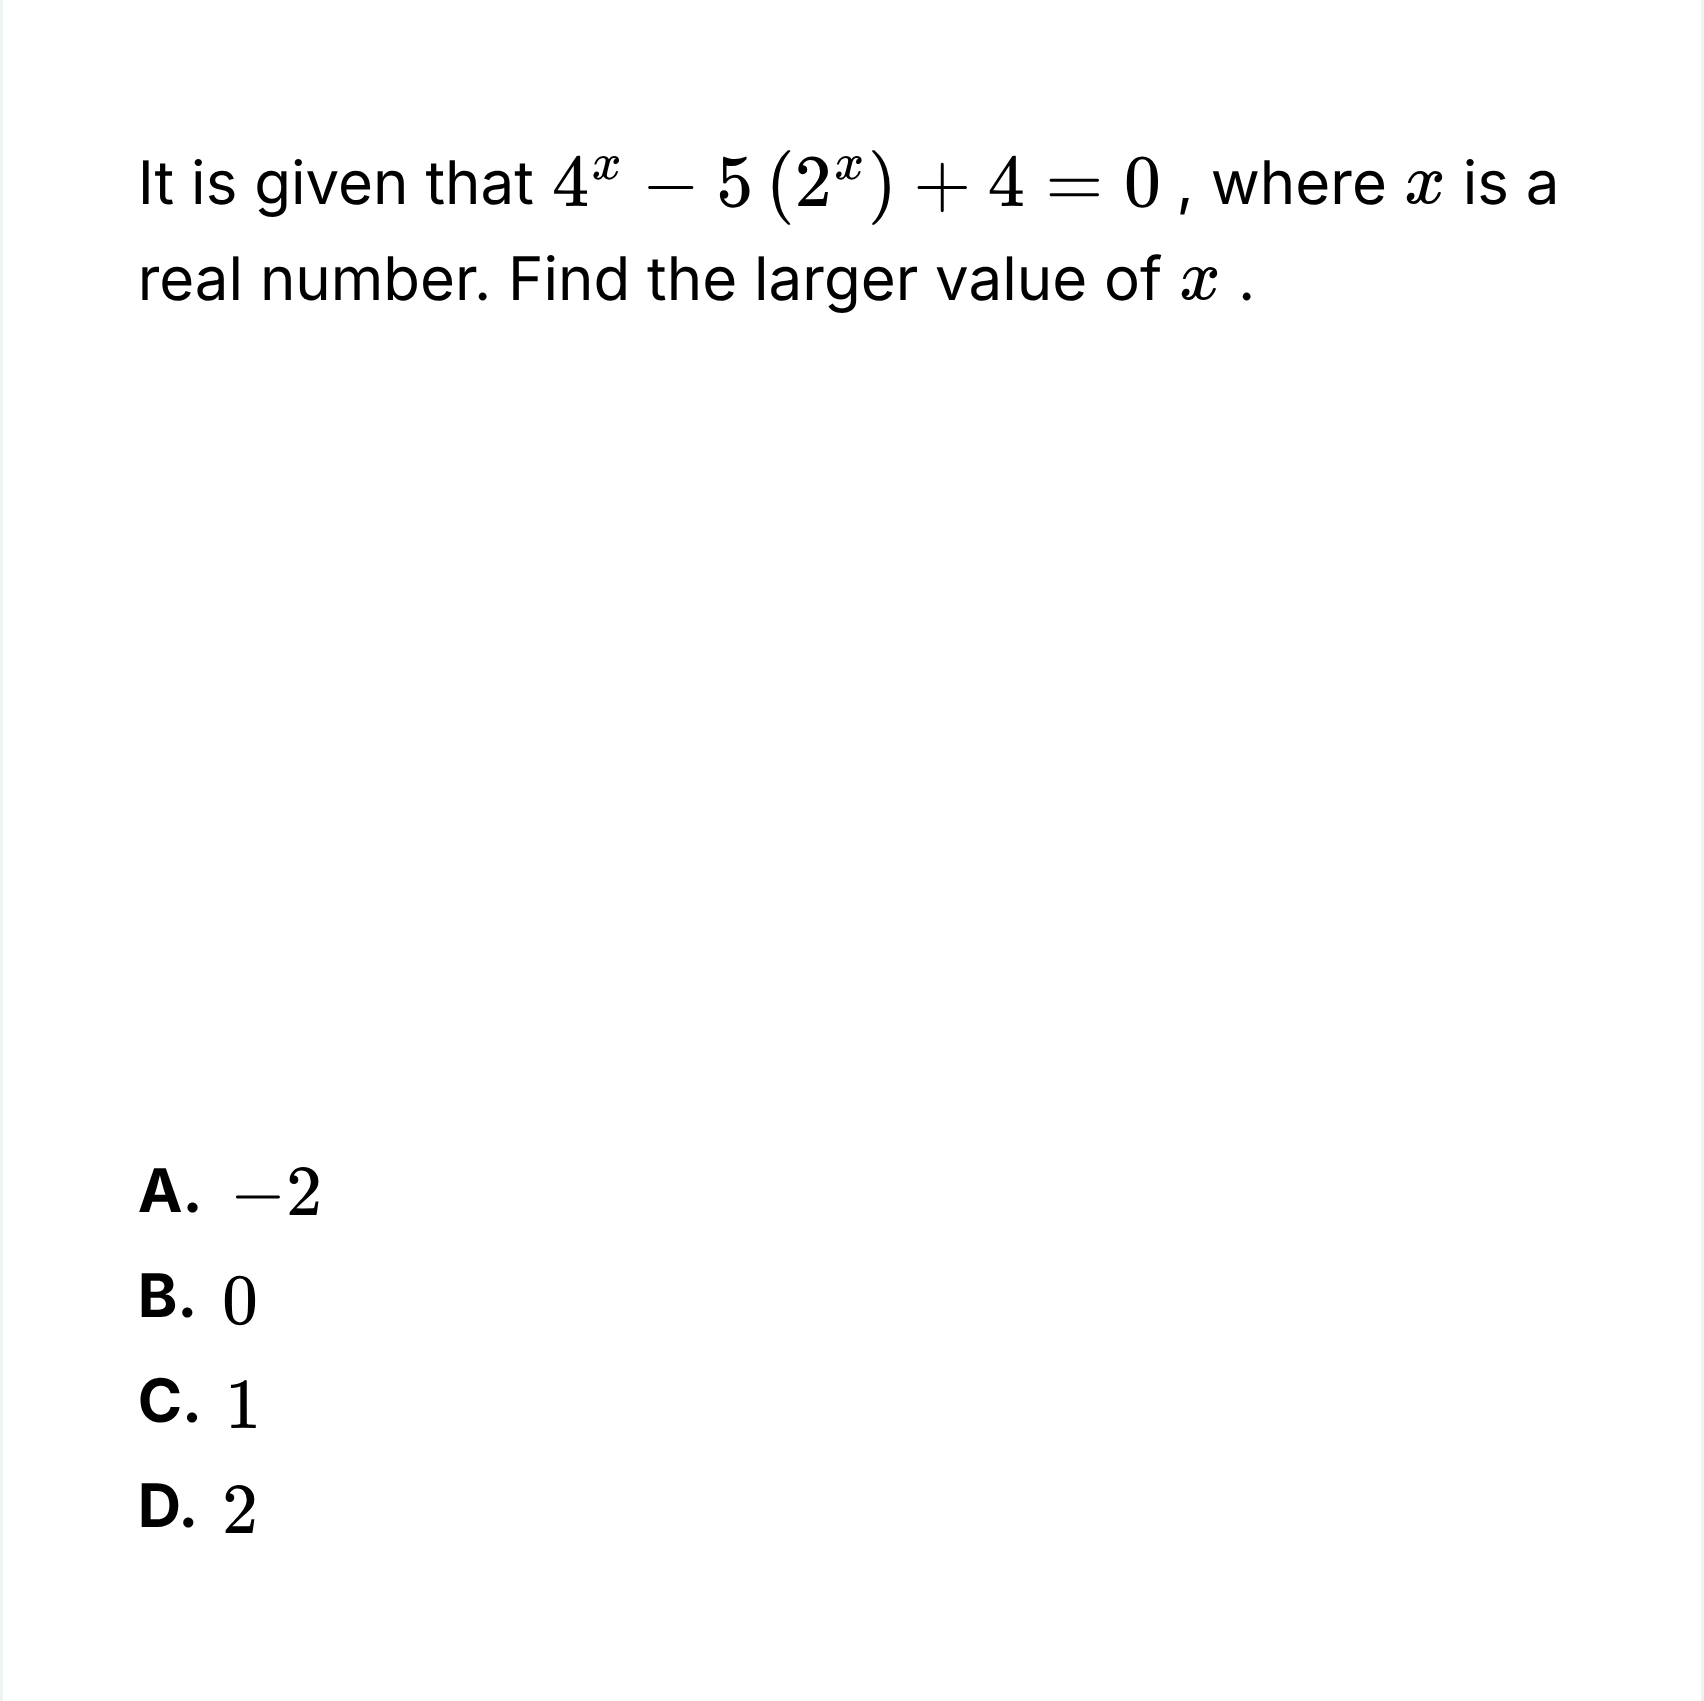 It is given that $4^x - 5(2^x) + 4 = 0$ , where $x$ is a
real number. Find the larger value of $x$ .
A. $-2$
B. $0$
C. $1$
D. $2$